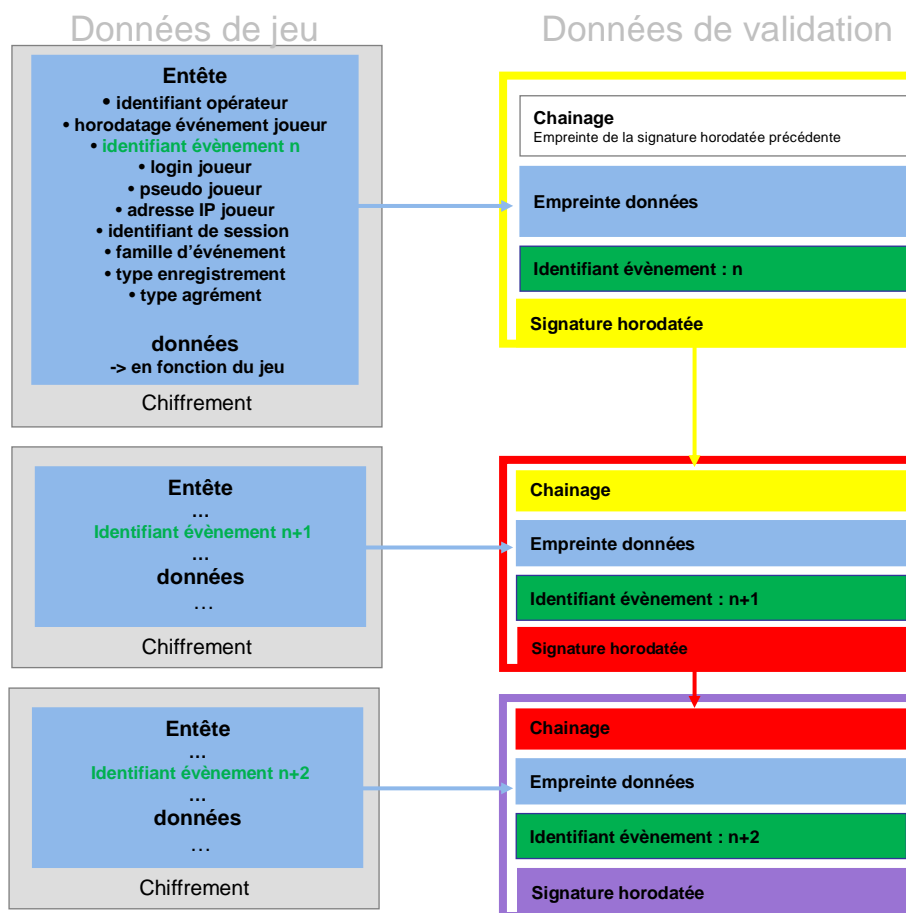 Données de jeu
Données de validation
Entête
• identifiant opérateur
• horodatage événement joueur
• identifiant évènement n
• login joueur
• pseudo joueur
• adresse IP joueur
• identifiant de session
• famille d'événement
• type enregistrement
• type agrément
données
-> en fonction du jeu
Chiffrement
Chainage
Empreinte de la signature horodatée précédente
Empreinte données
Identifiant évènement : n
Signature horodatée
Entête
...
Identifiant évènement n+1
...
données
…
Chiffrement
Chainage
Empreinte données
Identifiant évènement : n+1
Signature horodatée
Entête
...
Identifiant évènement n+2
...
données
…
Chiffrement
Chainage
Empreinte données
Identifiant évènement : n+2
Signature horodatée